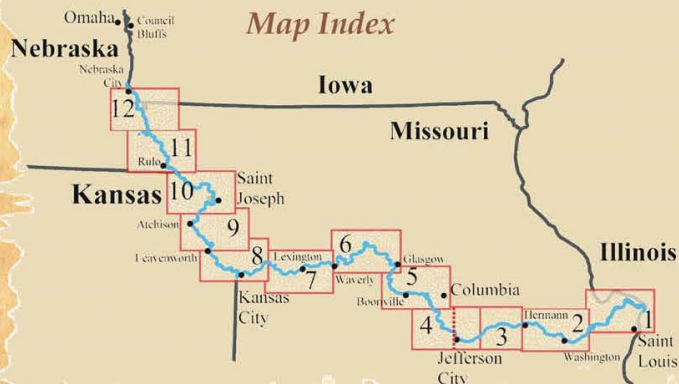 Map Index
Omaha
Council
Bluffs
Nebraska
Nebraska
City
12
Iowa
Missouri
11
Rulo
Kansas
10
Saint
Joseph
Atchison
9
Leavenworth
8
Lexington
7
6
Waverly
Glasgow
5
Boonville
Columbia
Kansas
City
4
3
Hermann
2
Illinois
1
Jefferson
City
Washington
Saint
Louis